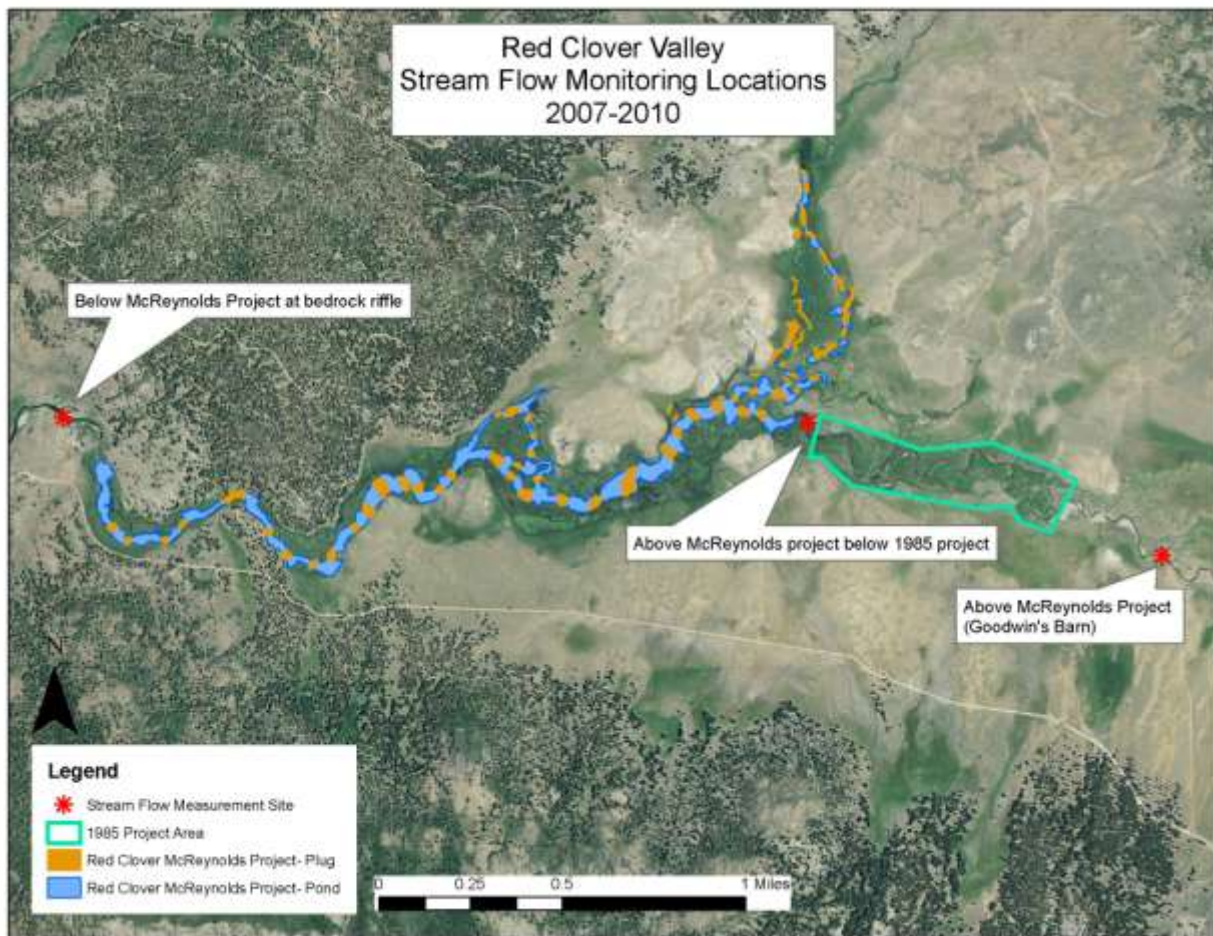 Red Clover Valley
Stream Flow Monitoring Locations
2007-2010
Below McReynolds Project at bedrock riffle
Above McReynolds project below 1985 project
Above McReynolds Project
(Goodwin's Barn)
N
Legend
Stream Flow Measurement Site
1985 Project Area
Red Clover McReynolds Project- Plug
Red Clover McReynolds Project- Pond
0 0.25 0.5 1 Miles